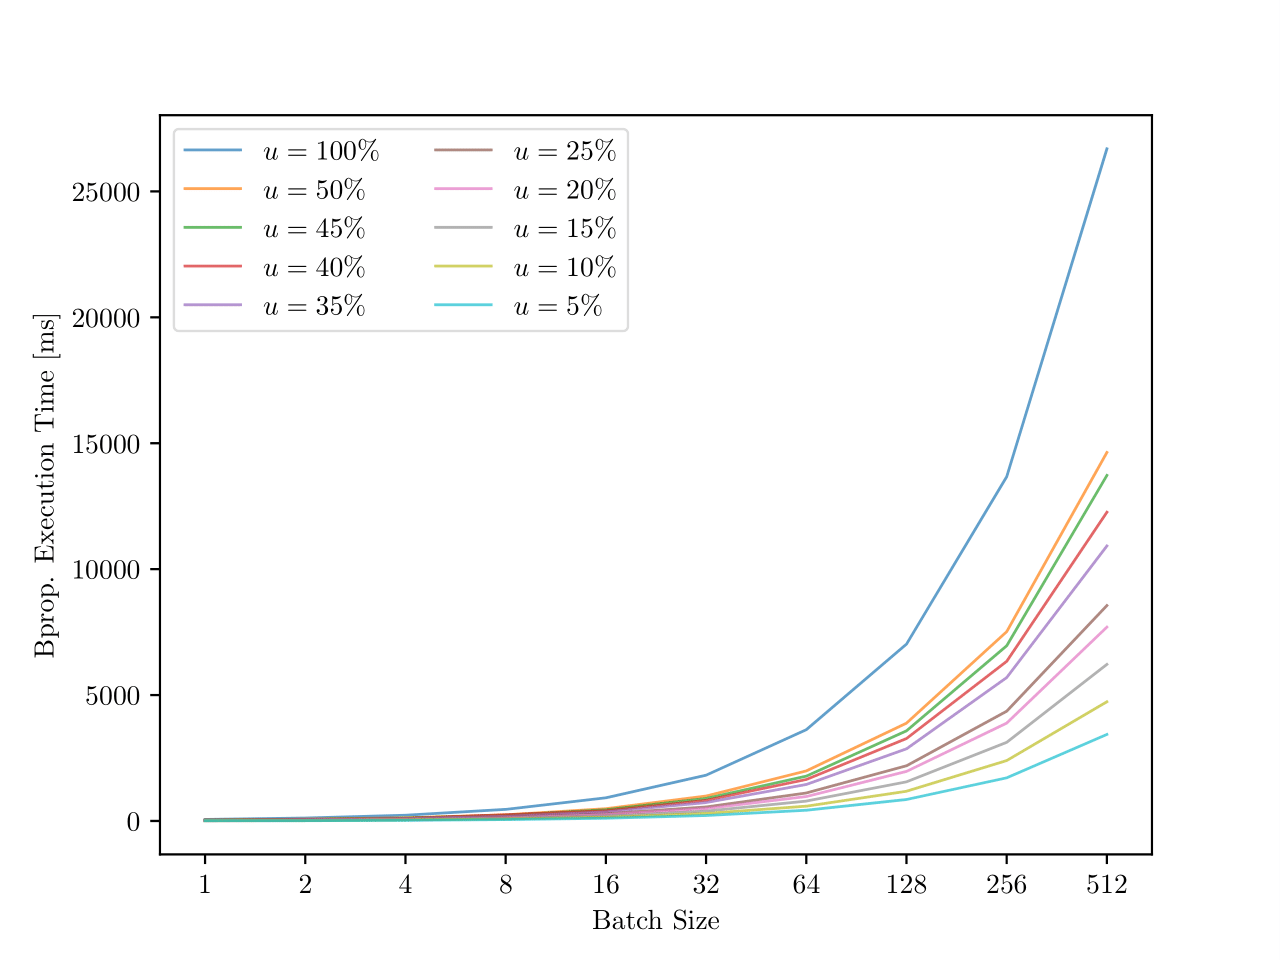 u = 100%
u = 50%
u = 45%
u = 40%
u = 35%
u = 25%
u = 20%
u = 15%
u = 10%
u = 5%
25000
20000
15000
10000
5000
0
Bprop. Execution Time [ms]
1 2 4 8 16 32 64 128 256 512
Batch Size